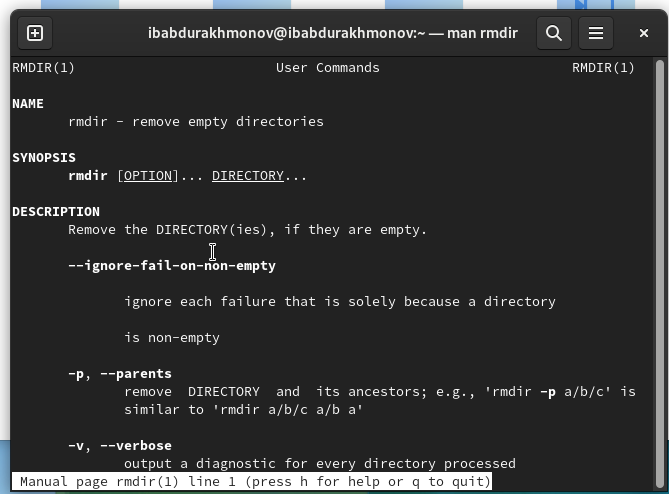 ibabdurakhmonov@ibabdurakhmonov:~ — man rmdir
RMDIR(1) User Commands RMDIR(1)
NAME
rmdir - remove empty directories
SYNOPSIS
rmdir [OPTION]... DIRECTORY...
DESCRIPTION
Remove the DIRECTORY(ies), if they are empty.
--ignore-fail-on-non-empty
ignore each failure that is solely because a directory
is non-empty
-p, --parents
remove DIRECTORY and its ancestors; e.g., 'rmdir -p a/b/c' is
similar to 'rmdir a/b/c a/b a'
-v, --verbose
output a diagnostic for every directory processed
Manual page rmdir(1) line 1 (press h for help or q to quit)